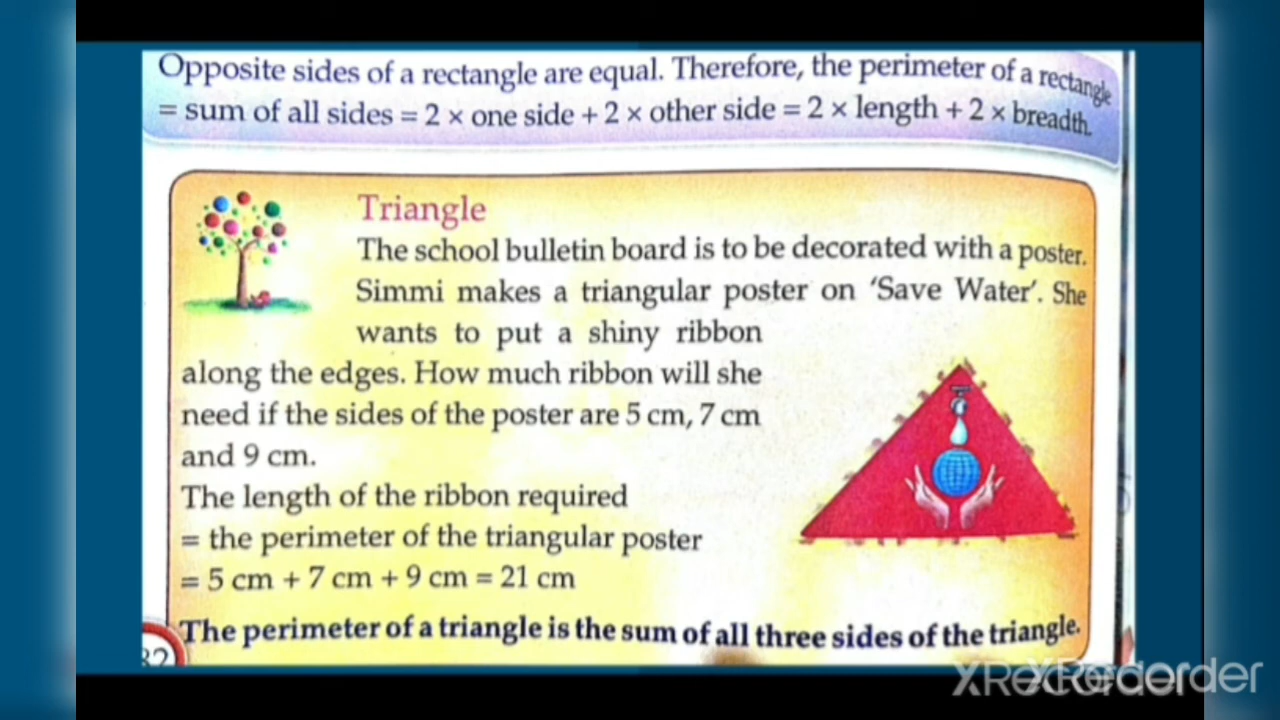 Opposite sides of a rectangle are equal. Therefore, the perimeter of a rectangle
= sum of all sides = 2 × one side + 2 × other side = 2 × length + 2 × breadth.
Triangle
The school bulletin board is to be decorated with a poster.
Simmi makes a triangular poster on ‘Save Water’. She
wants to put a shiny ribbon
along the edges. How much ribbon will she
need if the sides of the poster are 5 cm, 7 cm
and 9 cm.
The length of the ribbon required
= the perimeter of the triangular poster
= 5 cm + 7 cm + 9 cm = 21 cm
The perimeter of a triangle is the sum of all three sides of the triangle.